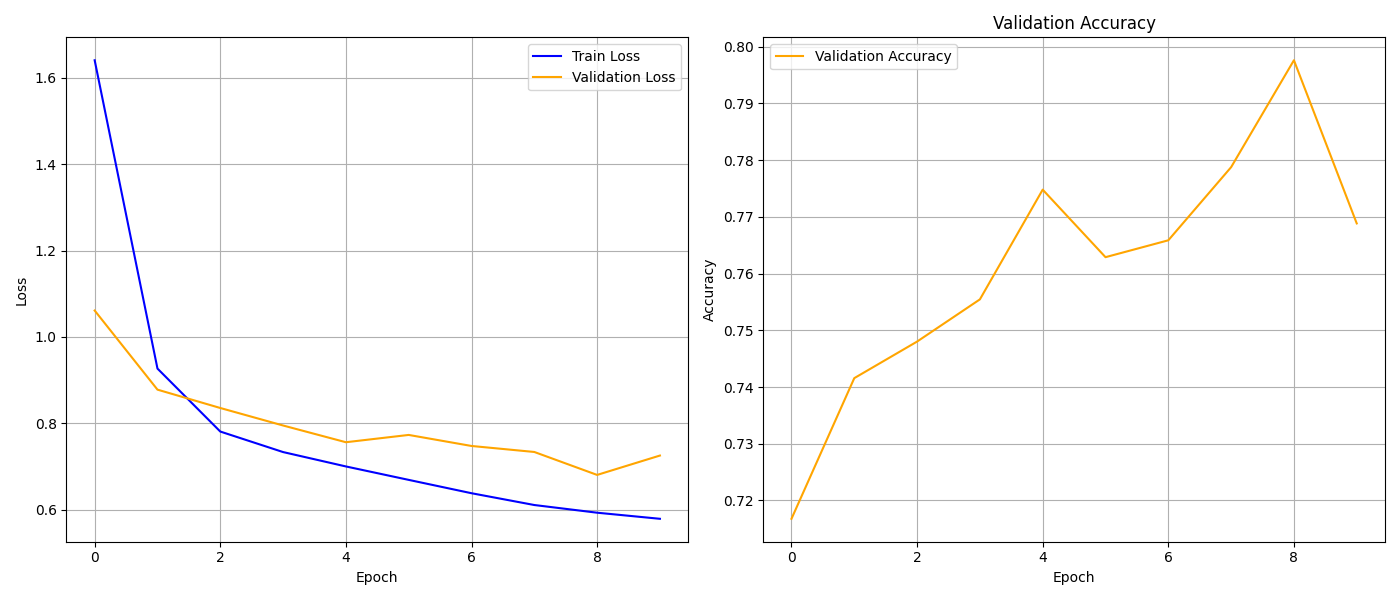 Train Loss
Validation Loss
1.6
1.4
1.2
1.0
0.8
0.6
Loss
0 2 4 6 8
Epoch
Validation Accuracy
Validation Accuracy
0.80
0.79
0.78
0.77
0.76
0.75
0.74
0.73
0.72
Accuracy
0 2 4 6 8
Epoch